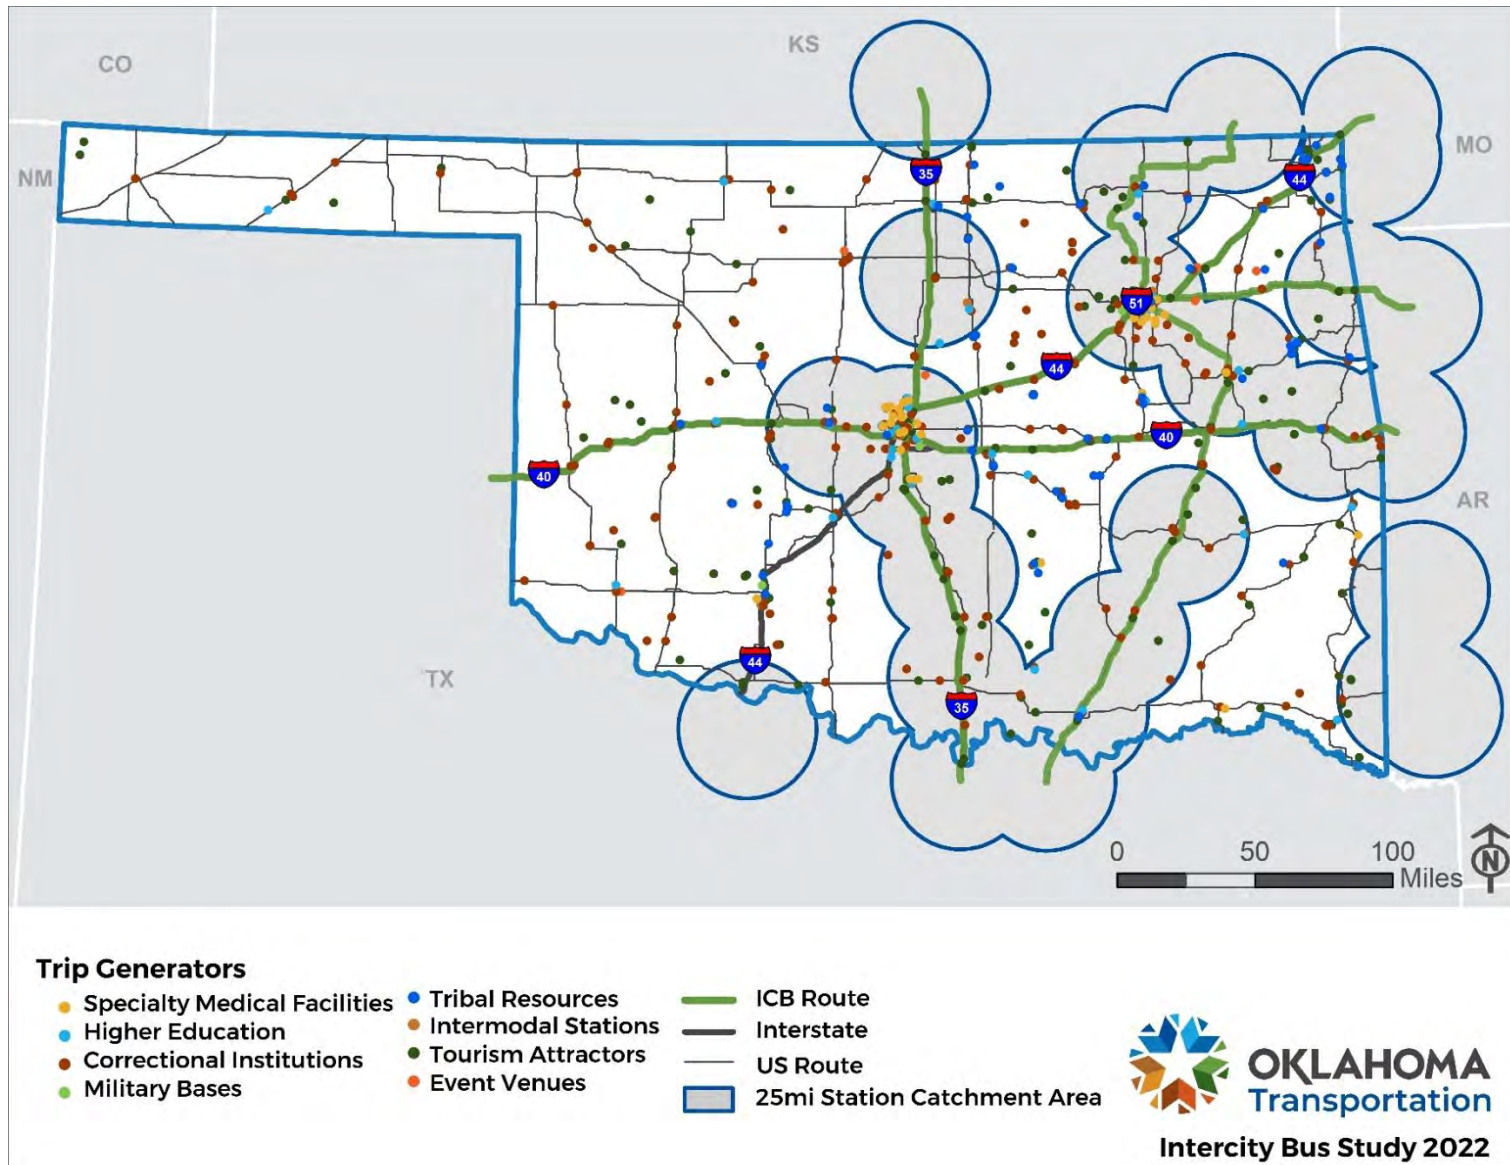 KS
CO
MO
NM
35
44
51
44
40
40
AR
44
TX
35
0 50 100
Miles
N
Trip Generators
Specialty Medical Facilities
Higher Education
Correctional Institutions
Military Bases
Tribal Resources
Intermodal Stations
Tourism Attractors
Event Venues
ICB Route
Interstate
US Route
25mi Station Catchment Area
OKLAHOMA
Transportation
Intercity Bus Study 2022